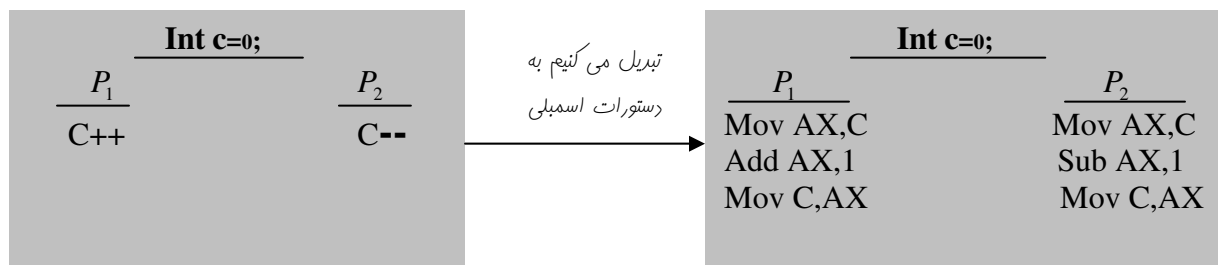 Int c=0;
P1 P2
C++ C--
تبدیل می کنیم به
دستورات اسمبلی
Int c=0;
P1 P2
Mov AX,C Mov AX,C
Add AX,1 Sub AX,1
Mov C,AX Mov C,AX